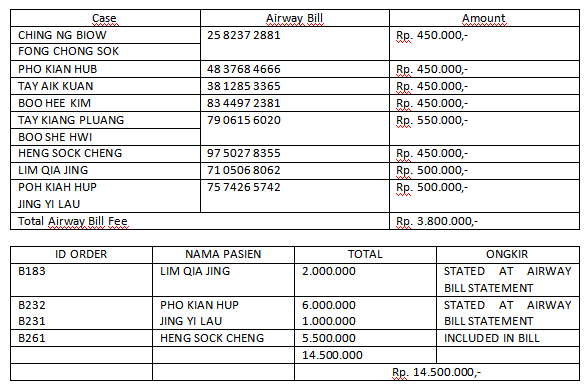 Case Airway Bill Amount
CHING NG BIOW 25 8237 2881 Rp. 450.000,-
FONG CHONG SOK
PHO KIAN HUB 48 3768 4666 Rp. 450.000,-
TAY AIK KUAN 38 1285 3365 Rp. 450.000,-
BOO HEE KIM 83 4497 2381 Rp. 450.000,-
TAY KIANG PLUANG 79 0615 6020 Rp. 550.000,-
BOO SHE HWI
HENG SOCK CHENG 97 5027 8355 Rp. 450.000,-
LIM QIA JING 71 0506 8062 Rp. 500.000,-
POH KIAH HUP 75 7426 5742 Rp. 500.000,-
JING YI LAU
Total Airway Bill Fee Rp. 3.800.000,-
ID ORDER NAMA PASIEN TOTAL ONGKIR
B183 LIM QIA JING 2.000.000 STATED AT AIRWAY
BILL STATEMENT
B232 PHO KIAN HUP 6.000.000 STATED AT AIRWAY
B231 JING YI LAU 1.000.000 BILL STATEMENT
B261 HENG SOCK CHENG 5.500.000 INCLUDED IN BILL
14.500.000
Rp. 14.500.000,-